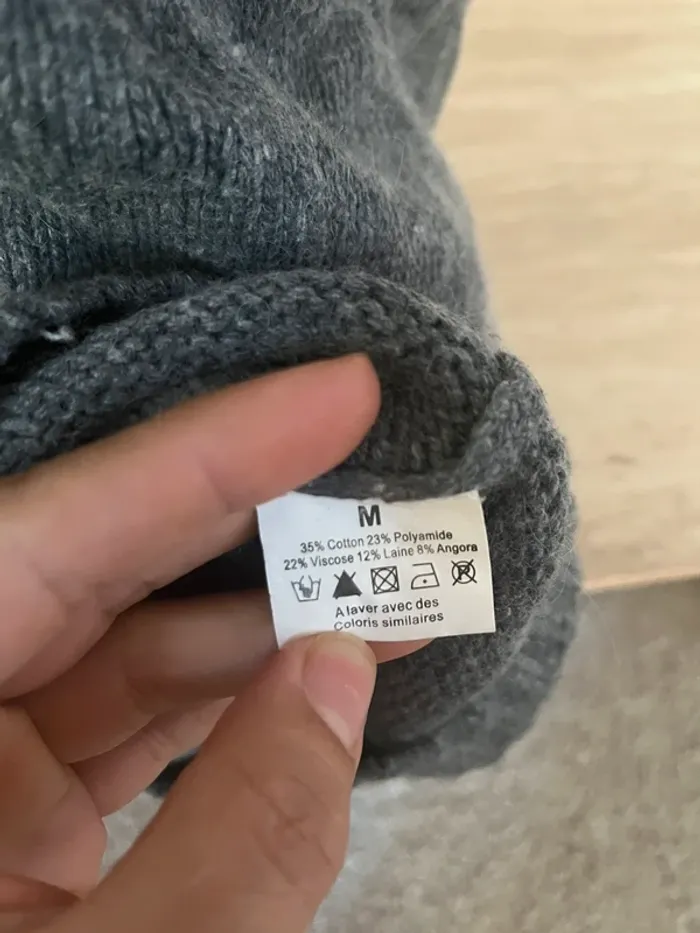 M
35% Cotton 23% Polyamide
22% Viscose 12% Laine 8% Angora
A laver avec des
Coloris similaires